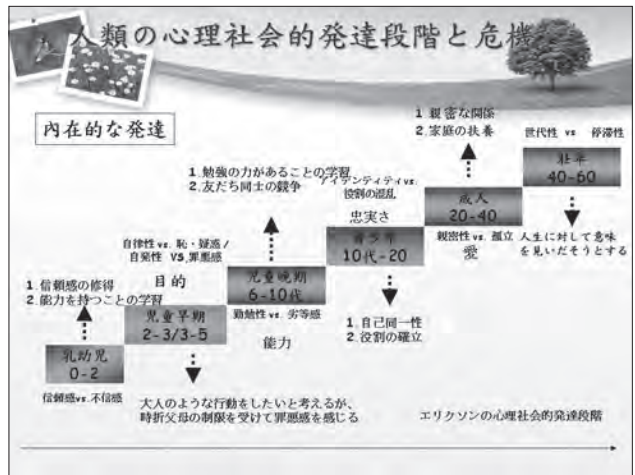 人類の心理社会的発達段階と危機
内在的な発達
乳幼児
0-2
信頼感vs.不信感
1.信頼感の修得
2.能力を持つことの学習
児童早期
2-3/3-5
自律性vs.恥・疑惑/
自発性 VS.罪悪感
目的
大人のような行動をしたいと考えるが、
時折父母の制限を受けて罪悪感を感じる
児童晩期
6-10代
勤勉性vs.劣等感
能力
1.勉強の力があることの学習
2.友だち同士の競争
青少年
10代-20
アイデンティティvs.
役割の混乱
忠実さ
1.自己同一性
2.役割の確立
成人
20-40
親密性vs.孤立
愛
1 親密な関係
2.家庭の扶養
壮年
40-60
世代性 vs 停滞性
人生に対して意味
を見いだそうとする
エリクソンの心理社会的発達段階